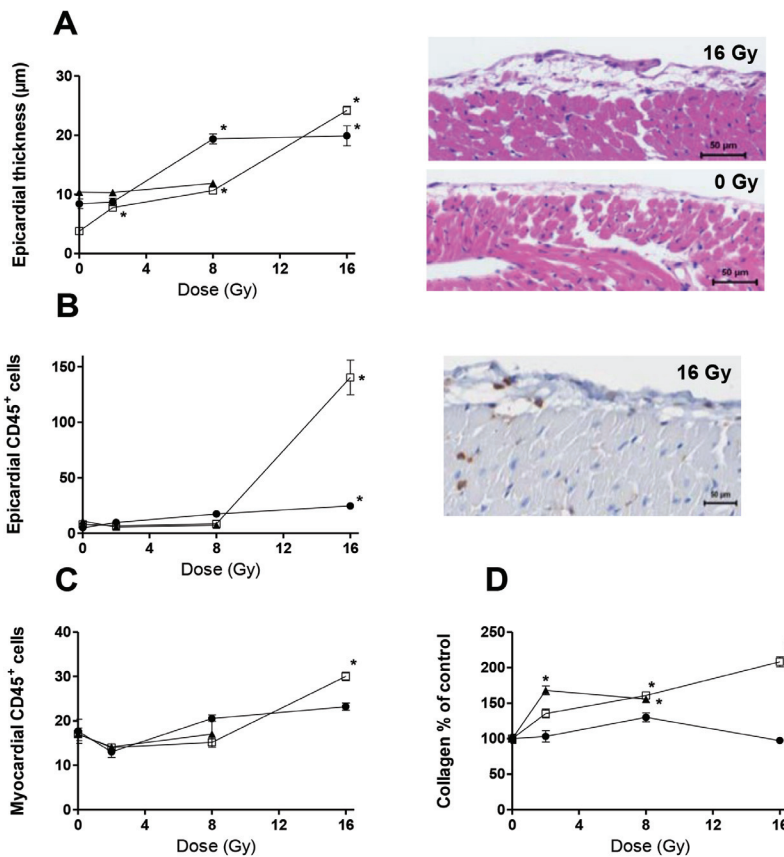 A
Epicardial thickness (µm)
30
20
10
0
0 4 8 12 16
Dose (Gy)
*
*
*
*
*
16 Gy
50 µm
0 Gy
50 µm
B
Epicardial CD45+ cells
150
100
50
0
0 4 8 12 16
Dose (Gy)
*
*
16 Gy
50 µm
C
Myocardial CD45+ cells
40
30
20
10
0
0 4 8 12 16
Dose (Gy)
*
D
Collagen % of control
250
200
150
100
50
0
0 4 8 12 16
Dose (Gy)
*
*
*